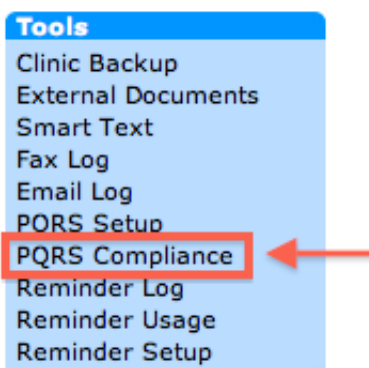 Tools
Clinic Backup
External Documents
Smart Text
Fax Log
Email Log
PQRS Setup
PQRS Compliance
Reminder Log
Reminder Usage
Reminder Setup